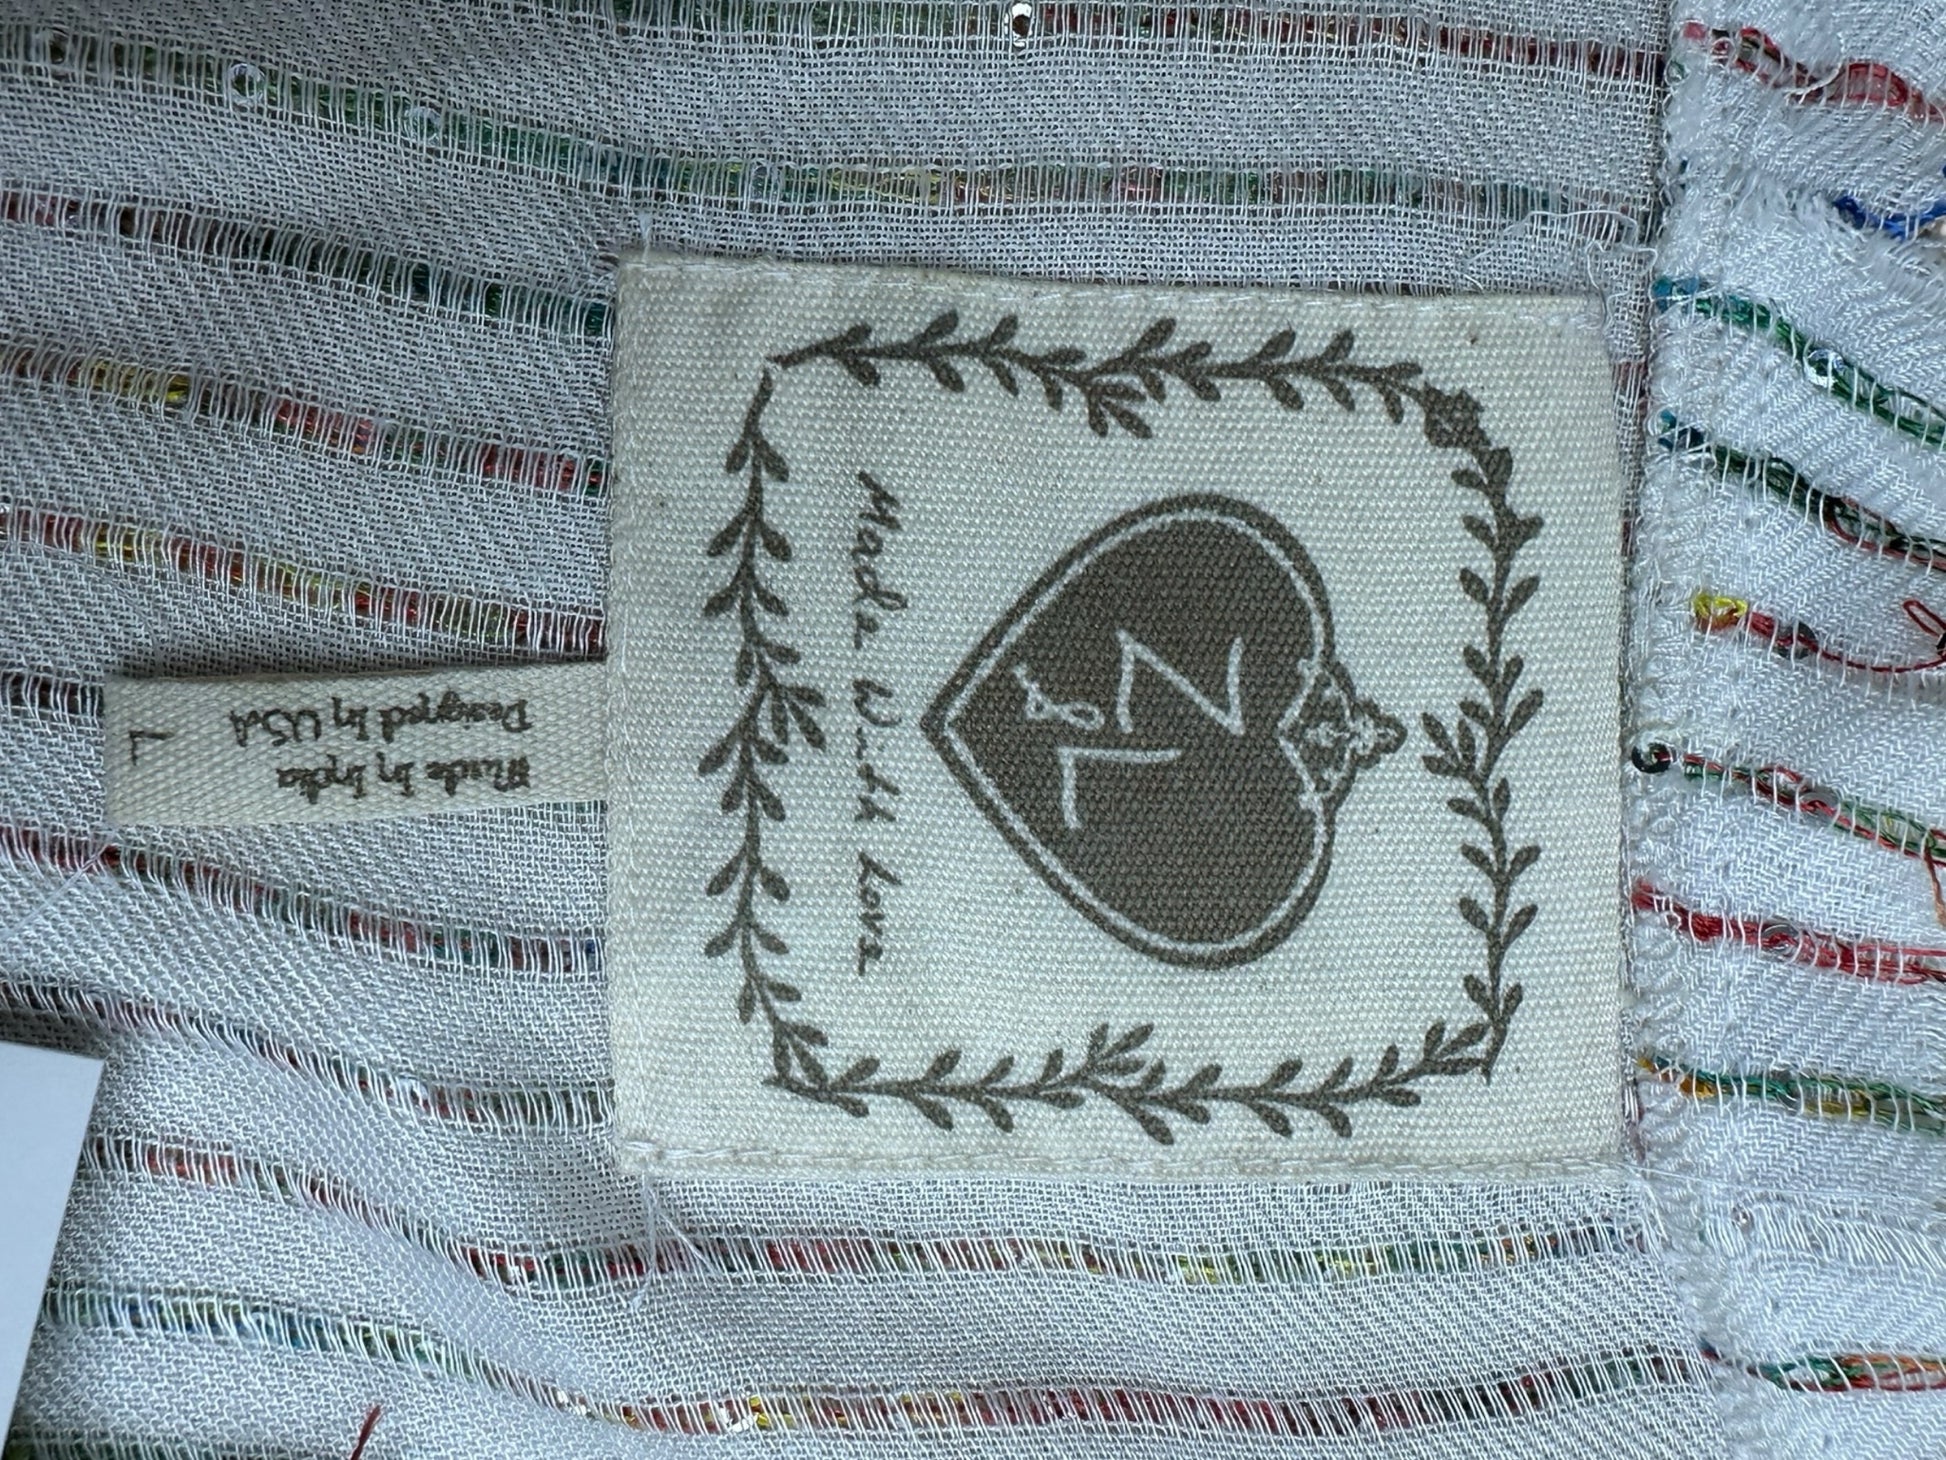 &
L
Made With Love
Made in India
Designed in USA
L